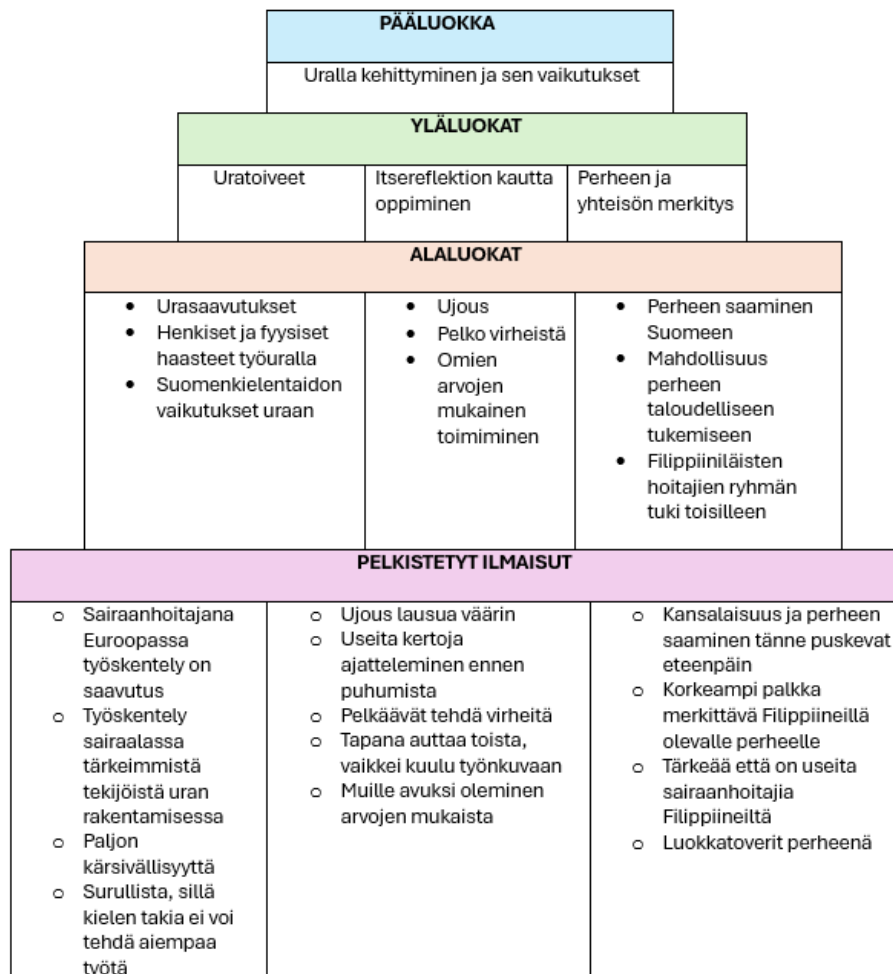 PÄÄLUOKKA
Uralla kehittyminen ja sen vaikutukset
YLÄLUOKAT
Uratoiveet
Itsereflektion kautta
oppiminen
Perheen ja
yhteisön merkitys
ALALUOKAT
• Urasaavutukset
• Henkiset ja fyysiset
haasteet työuralla
• Suomenkielentaidon
vaikutukset uraan
• Ujous
• Pelko virheistä
• Omien
arvojen
mukainen
toimiminen
• Perheen saaminen
Suomeen
• Mahdollisuus
perheen
taloudelliseen
tukemiseen
• Filippiiniläisten
hoitajien ryhmän
tuki toisilleen
PELKISTETYT ILMAISUT
o Sairaanhoitajana
Euroopassa
työskentely on
saavutus
o Työskentely
sairaalassa
tärkeimmistä
tekijöistä uran
rakentamisessa
o Paljon
kärsivällisyyttä
o Surullista, sillä
kielen takia ei voi
tehdä aiempaa
työtä
o Ujous lausua väärin
o Useita kertoja
ajatteleminen ennen
puhumista
o Pelkäävät tehdä virheitä
o Tapana auttaa toista,
vaikkei kuulu työnkuvaan
o Muille avuksi oleminen
arvojen mukaista
o Kansalaisuus ja perheen
saaminen tänne puskevat
eteenpäin
o Korkeampi palkka
merkittävä Filippiineillä
olevalle perheelle
o Tärkeää että on useita
sairaanhoitajia
Filippiineiltä
o Luokkatoverit perheenä